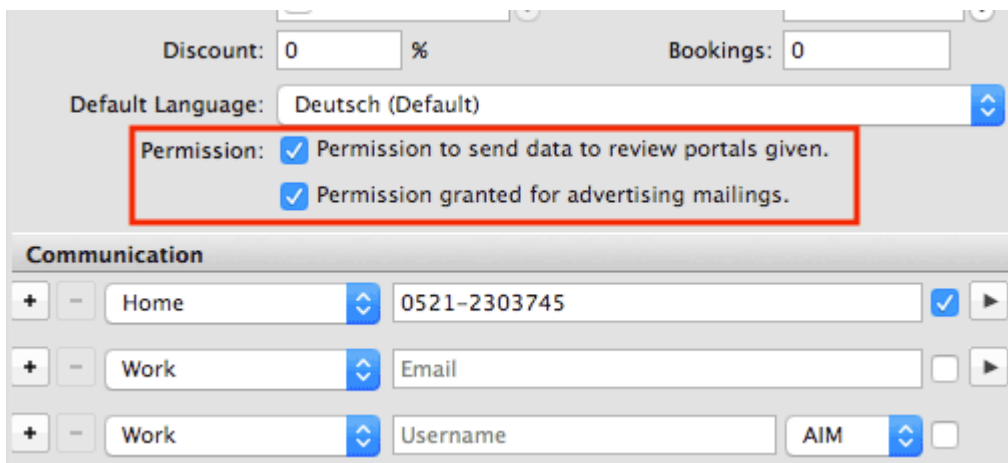 Discount: 0 % Bookings: 0
Default Language: Deutsch (Default)
Permission: Permission to send data to review portals given.
Permission granted for advertising mailings.
Communication
+ − Home 0521-2303745
+ − Work Email
+ − Work Username AIM